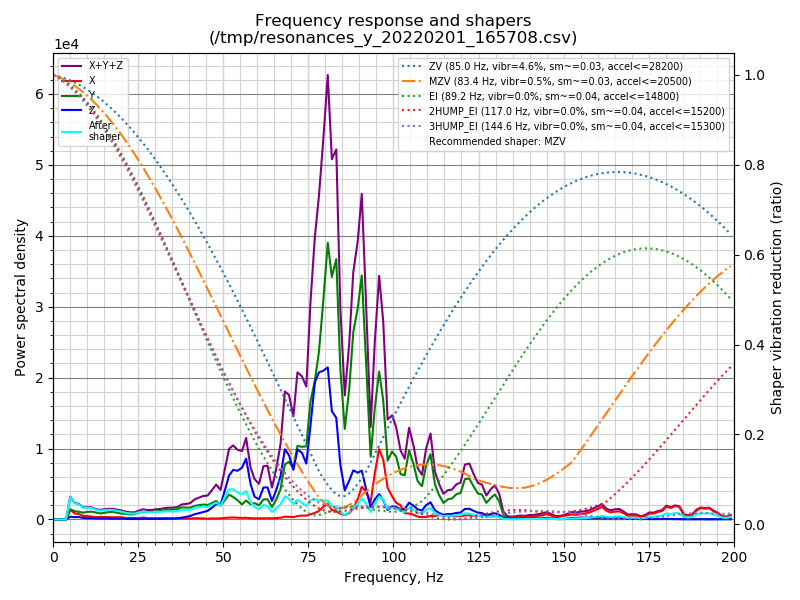 Frequency response and shapers
(/tmp/resonances_y_20220201_165708.csv)
1e4
X+Y+Z
X
Y
Z
After
shaper
ZV (85.0 Hz, vibr=4.6%, sm~=0.03, accel<=28200)
MZV (83.4 Hz, vibr=0.5%, sm~=0.03, accel<=20500)
EI (89.2 Hz, vibr=0.0%, sm~=0.04, accel<=14800)
2HUMP_EI (117.0 Hz, vibr=0.0%, sm~=0.04, accel<=15200)
3HUMP_EI (144.6 Hz, vibr=0.0%, sm~=0.04, accel<=15300)
Recommended shaper: MZV
Power spectral density
6
5
4
3
2
1
0
Shaper vibration reduction (ratio)
1.0
0.8
0.6
0.4
0.2
0.0
0 25 50 75 100 125 150 175 200
Frequency, Hz